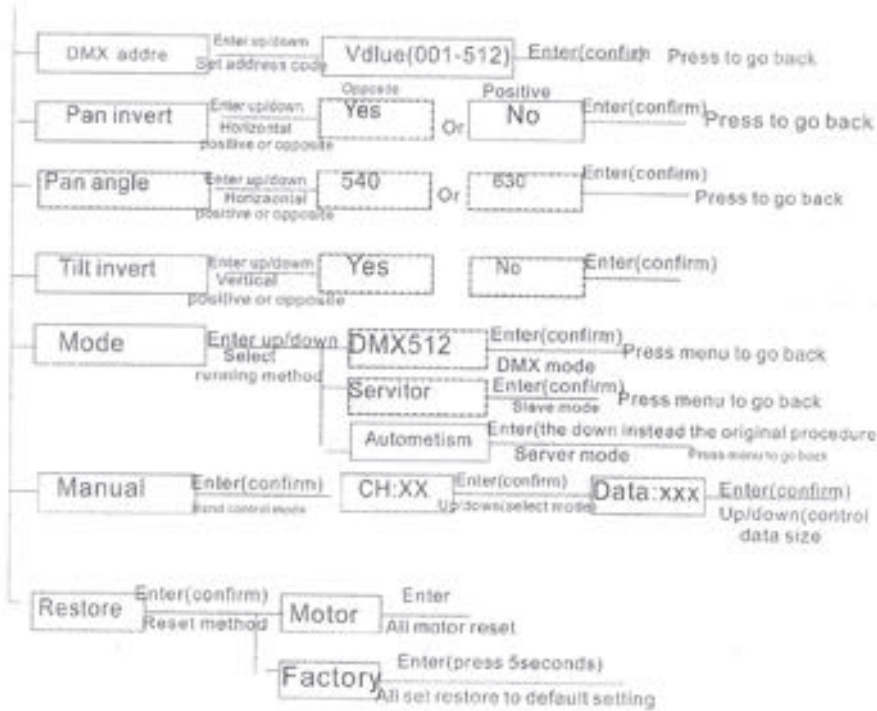 DMX addre Enter up/down Vdlue(001-512) Enter(confirm Press to go back
Set address code
Opposite Positive
Pan invert Enter up/down Yes Or No Enter(confirm) Press to go back
Horizontal
positive or opposite
Pan angle Enter up/down 540 Or 630 Enter(confirm)
Horizaonial Press to go back
positive or opposite
Tilt invert Enter up/down Yes No Enter(confirm)
Vertical
positive or opposite
Mode Enter up/down DMX512 Enter(confirm) Press menu to go back
Select DMX mode
running method
Servitor Enter(confirm) Press menu to go back
Slave mode
Autometism Enter(the down instead the original procedure
Server mode Press menu to go back
Manual Enter(confirm) CH:XX Enter(confirm) Data:xxx Enter(confirm)
Hand control mode Up/down(select mode) Up/down(control
data size
Restore Enter(confirm) Motor Enter
Reset method All motor reset
Factory Enter(press 5seconds)
All set restore to default setting